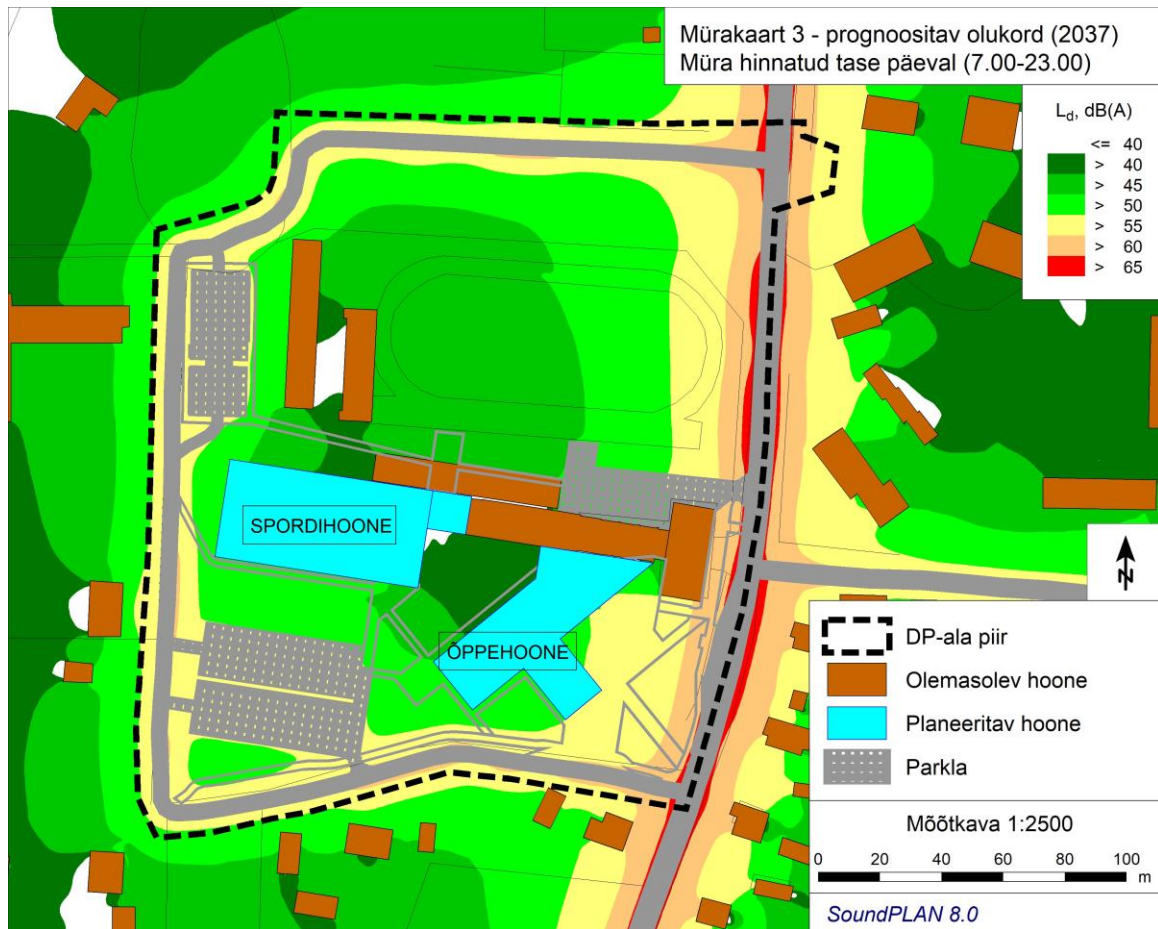 Mürakaart 3 - prognoositav olukord (2037)
Müra hinnatud tase päeval (7.00-23.00)
Ld, dB(A)
<= 40
> 40
> 45
> 50
> 55
> 60
> 65
SPORDIHOONE
ÕPPEHOONE
N
DP-ala piir
Olemasolev hoone
Planeeritav hoone
Parkla
Mõõtkava 1:2500
0 20 40 60 80 100
m
SoundPLAN 8.0